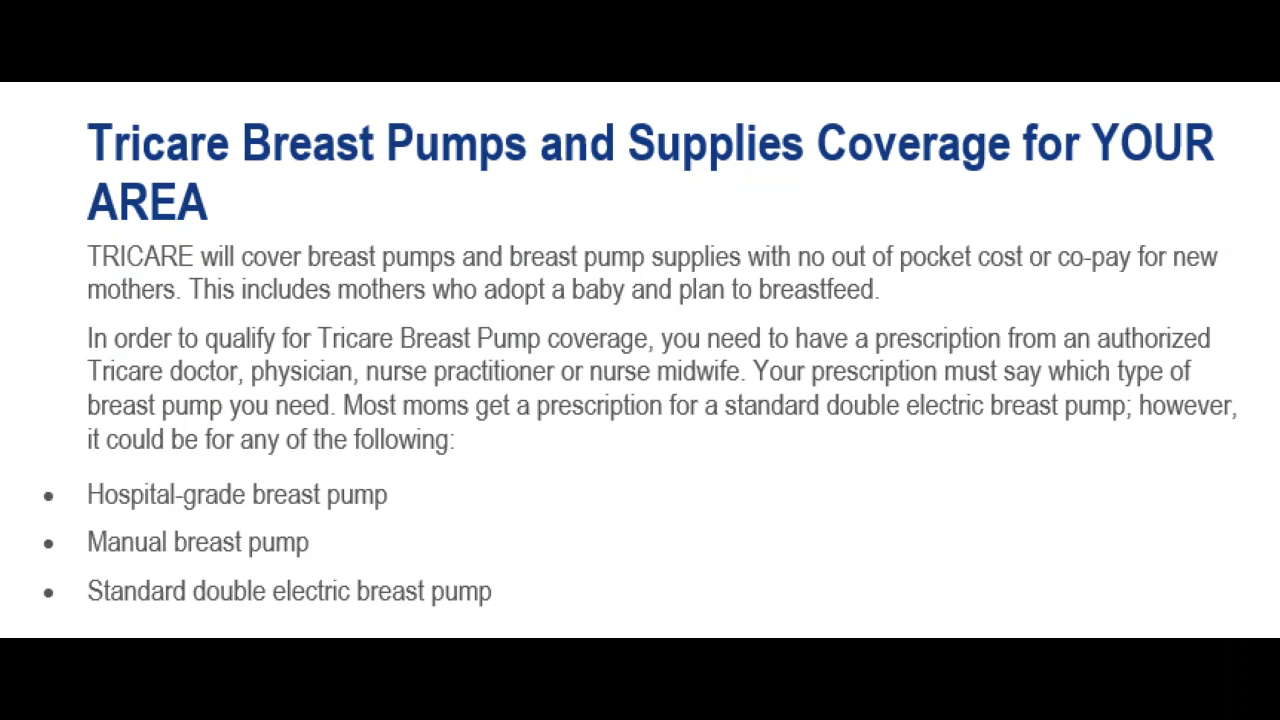 Tricare Breast Pumps and Supplies Coverage for YOUR
AREA
TRICARE will cover breast pumps and breast pump supplies with no out of pocket cost or co-pay for new
mothers. This includes mothers who adopt a baby and plan to breastfeed.
In order to qualify for Tricare Breast Pump coverage, you need to have a prescription from an authorized
Tricare doctor, physician, nurse practitioner or nurse midwife. Your prescription must say which type of
breast pump you need. Most moms get a prescription for a standard double electric breast pump; however,
it could be for any of the following:
• Hospital-grade breast pump
• Manual breast pump
• Standard double electric breast pump